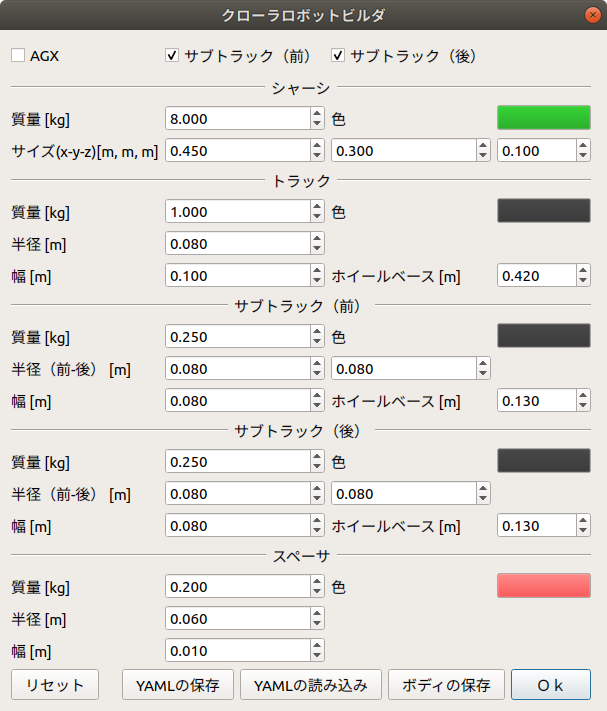 クローラロボットビルダ
AGX サブトラック（前） サブトラック（後）
シャーシ
質量 [kg] 8.000 色
サイズ(x-y-z)[m, m, m] 0.450 0.300 0.100
トラック
質量 [kg] 1.000 色
半径 [m] 0.080
幅 [m] 0.100 ホイールベース [m] 0.420
サブトラック（前）
質量 [kg] 0.250 色
半径（前-後） [m] 0.080 0.080
幅 [m] 0.080 ホイールベース [m] 0.130
サブトラック（後）
質量 [kg] 0.250 色
半径（前-後） [m] 0.080 0.080
幅 [m] 0.080 ホイールベース [m] 0.130
スペーサ
質量 [kg] 0.200 色
半径 [m] 0.060
幅 [m] 0.010
リセット YAMLの保存 YAMLの読み込み ボディの保存 Ｏｋ